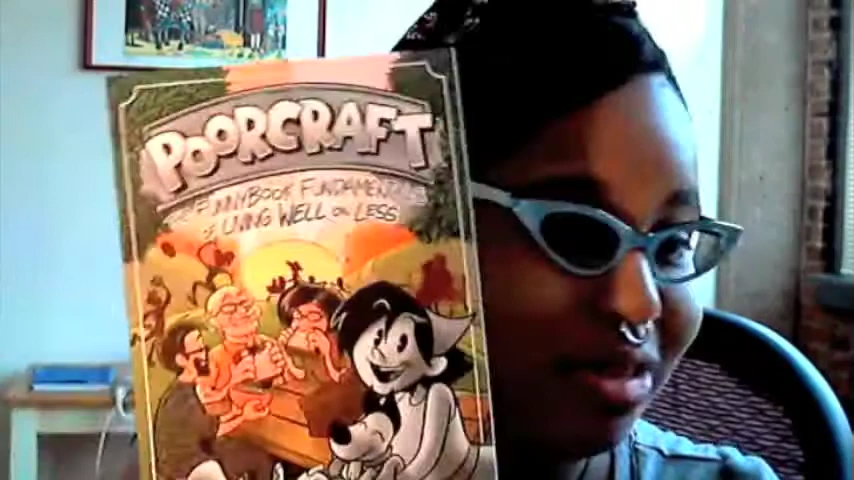 POORCRAFT
THE FUNNYBOOK FUNDAMENTALS
OF LIVING WELL ON LESS